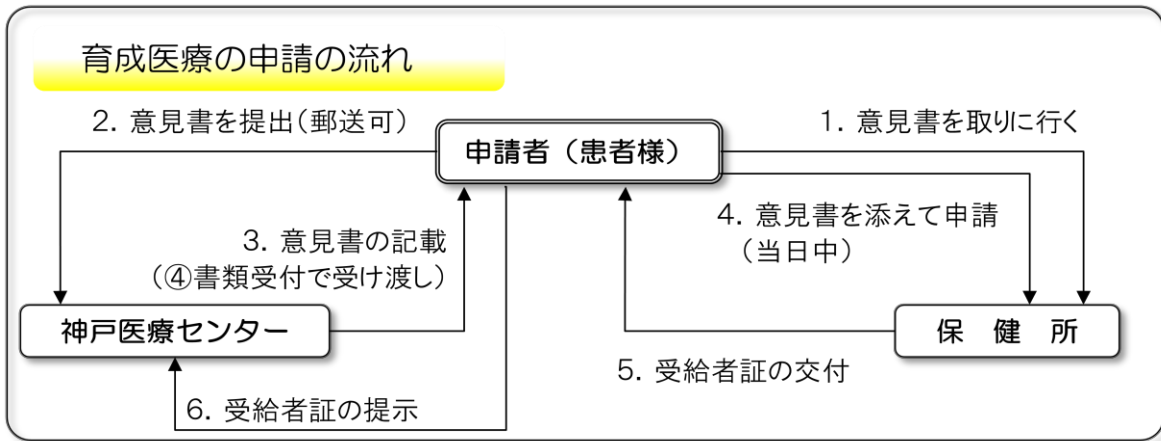 育成医療の申請の流れ
2．意見書を提出（郵送可）
1．意見書を取りに行く
申請者（患者様）
3．意見書の記載
（④書類受付で受け渡し）
4．意見書を添えて申請
（当日中）
神戸医療センター
保　健　所
5．受給者証の交付
6．受給者証の提示